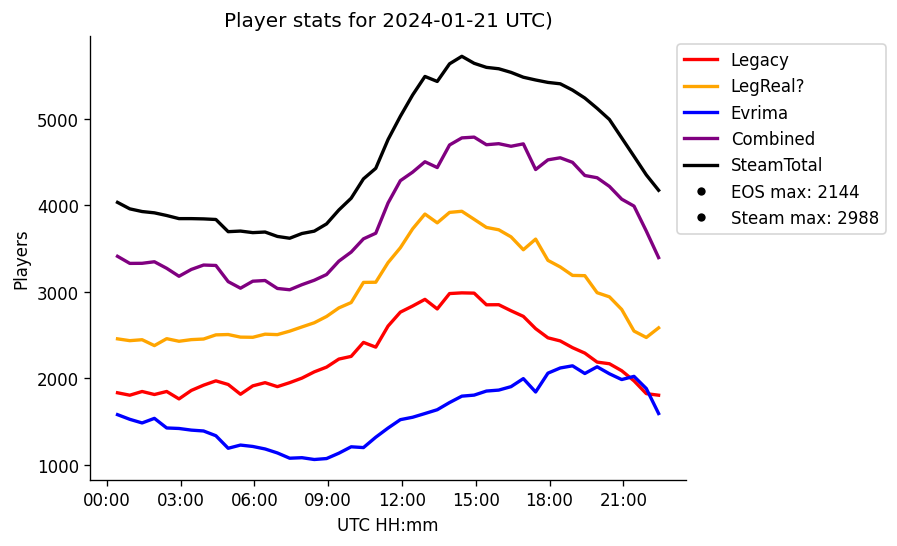 Player stats for 2024-01-21 UTC)
Legacy
LegReal?
Evrima
Combined
SteamTotal
EOS max: 2144
Steam max: 2988
Players
5000
4000
3000
2000
1000
00:00 03:00 06:00 09:00 12:00 15:00 18:00 21:00
UTC HH:mm